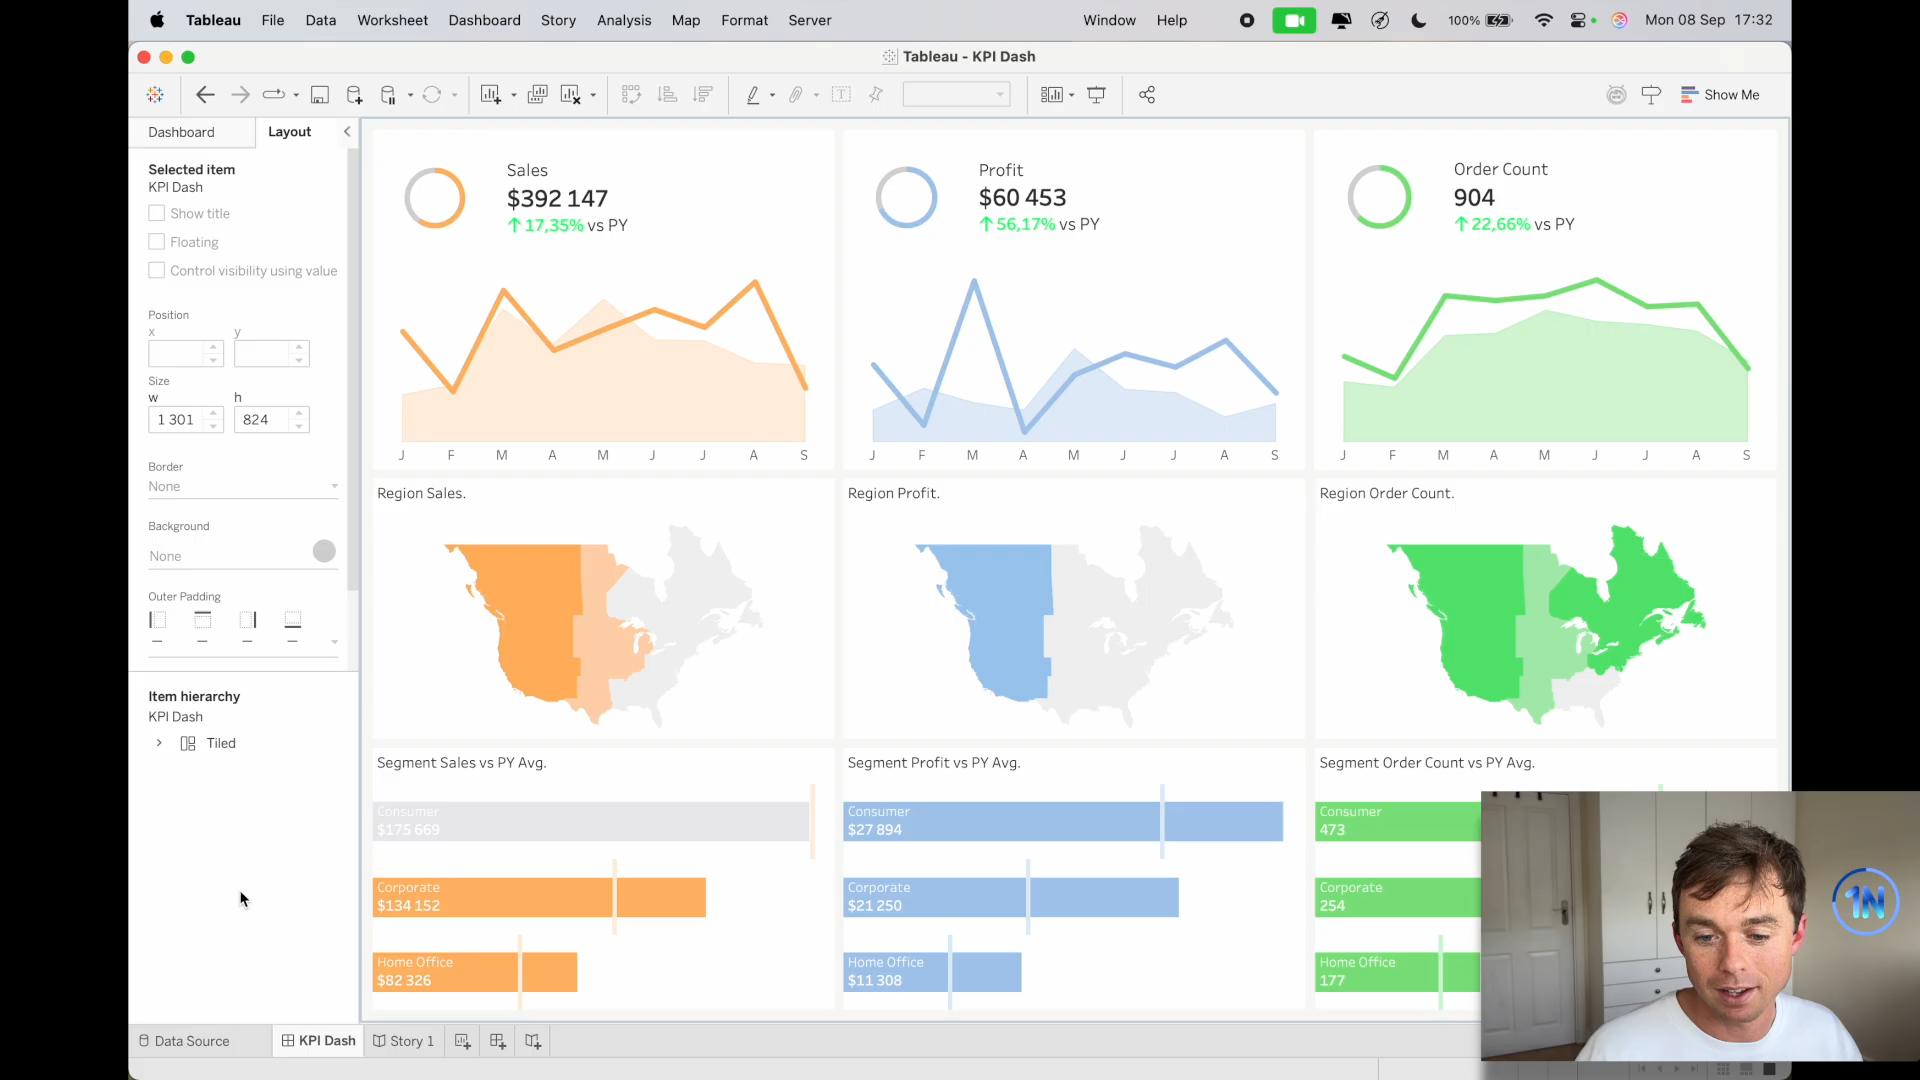 Tableau File Data Worksheet Dashboard Story Analysis Map Format Server Window Help 100% Mon 08 Sep 17:32
Tableau - KPI Dash
Show Me
Dashboard Layout
Selected item
KPI Dash
Show title
Floating
Control visibility using value
Position
x y
Size
w h
1 301 824
Border
None
Background
None
Outer Padding
Item hierarchy
KPI Dash
Tiled
Sales
$392 147
↑ 17,35% vs PY
J F M A M J J A S
Profit
$60 453
↑ 56,17% vs PY
J F M A M J J A S
Order Count
904
↑ 22,66% vs PY
J F M A M J J A S
Region Sales.
Region Profit.
Region Order Count.
Segment Sales vs PY Avg.
Consumer
$175 669
Corporate
$134 152
Home Office
$82 326
Segment Profit vs PY Avg.
Consumer
$27 894
Corporate
$21 250
Home Office
$11 308
Segment Order Count vs PY Avg.
Consumer
473
Corporate
254
Home Office
177
1N
Data Source KPI Dash Story 1